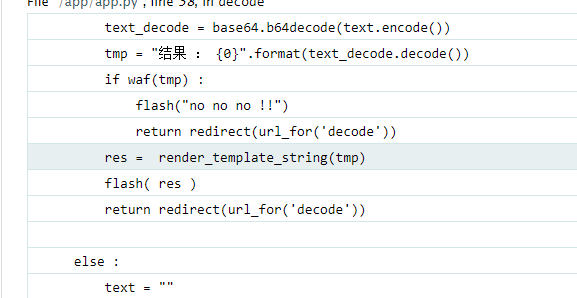 File "/app/app.py", line 38, in decode
text_decode = base64.b64decode(text.encode())
tmp = "结果 ： {0}".format(text_decode.decode())
if waf(tmp) :
flash("no no no !!")
return redirect(url_for('decode'))
res =  render_template_string(tmp)
flash( res )
return redirect(url_for('decode'))
else :
text = ""